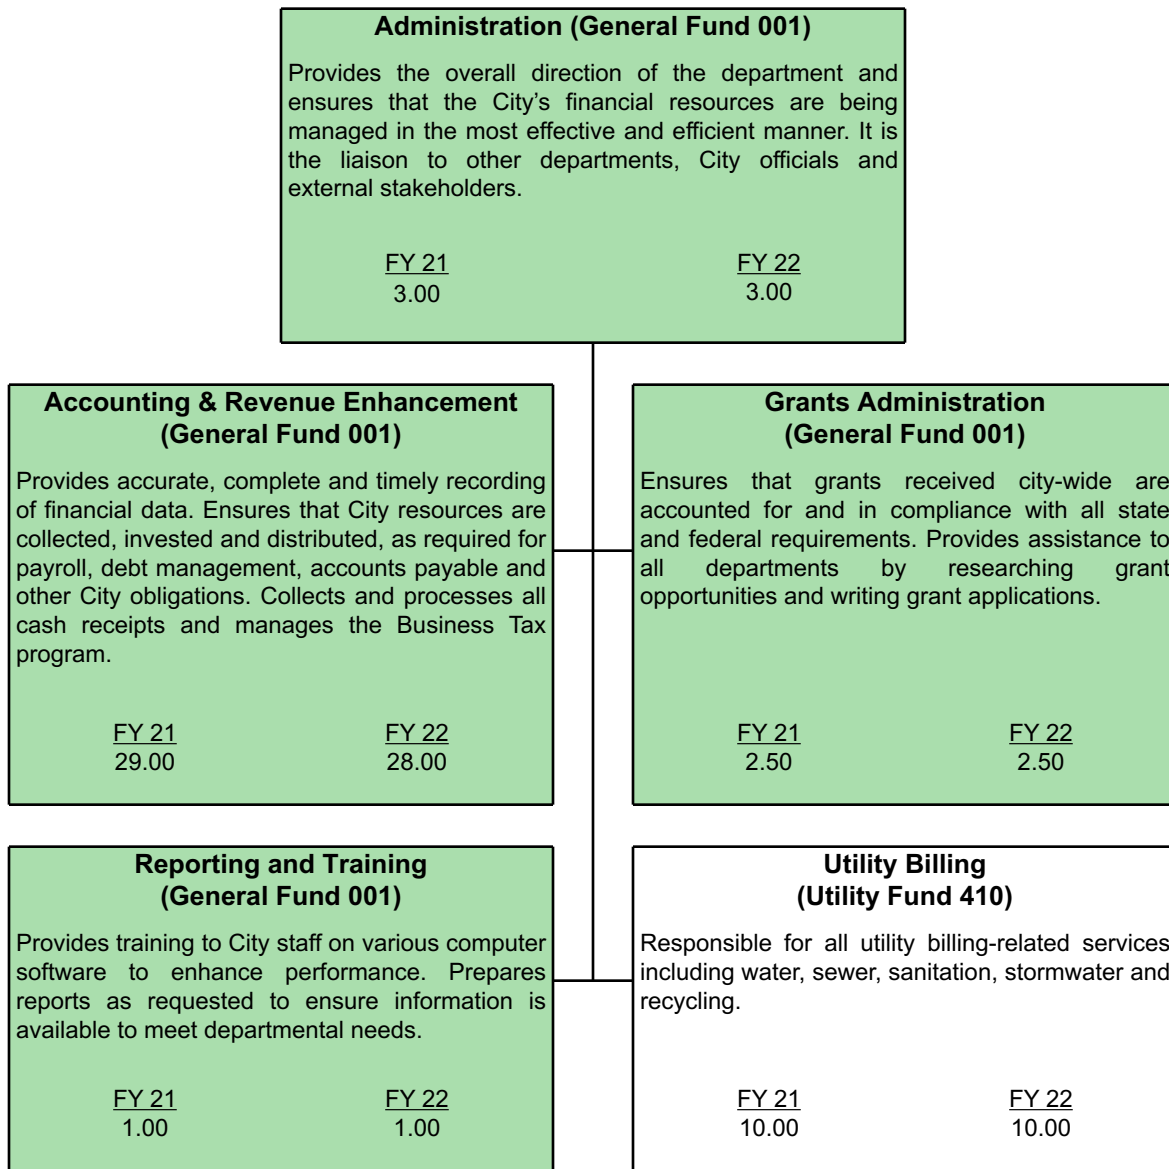 Administration (General Fund 001)
Provides the overall direction of the department and
ensures that the City’s financial resources are being
managed in the most effective and efficient manner. It is
the liaison to other departments, City officials and
external stakeholders.
FY 21 FY 22
3.00 3.00
Accounting & Revenue Enhancement
(General Fund 001)
Provides accurate, complete and timely recording
of financial data. Ensures that City resources are
collected, invested and distributed, as required for
payroll, debt management, accounts payable and
other City obligations. Collects and processes all
cash receipts and manages the Business Tax
program.
FY 21 FY 22
29.00 28.00
Grants Administration
(General Fund 001)
Ensures that grants received city-wide are
accounted for and in compliance with all state
and federal requirements. Provides assistance to
all departments by researching grant
opportunities and writing grant applications.
FY 21 FY 22
2.50 2.50
Reporting and Training
(General Fund 001)
Provides training to City staff on various computer
software to enhance performance. Prepares
reports as requested to ensure information is
available to meet departmental needs.
FY 21 FY 22
1.00 1.00
Utility Billing
(Utility Fund 410)
Responsible for all utility billing-related services
including water, sewer, sanitation, stormwater and
recycling.
FY 21 FY 22
10.00 10.00